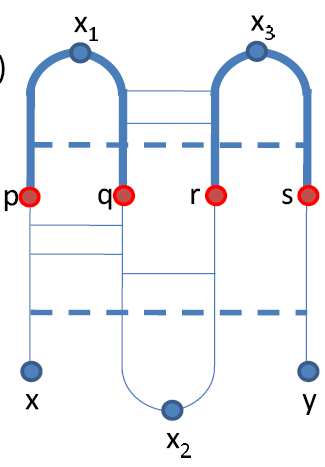 )
x₁ x₃
p q r s
x y
x₂